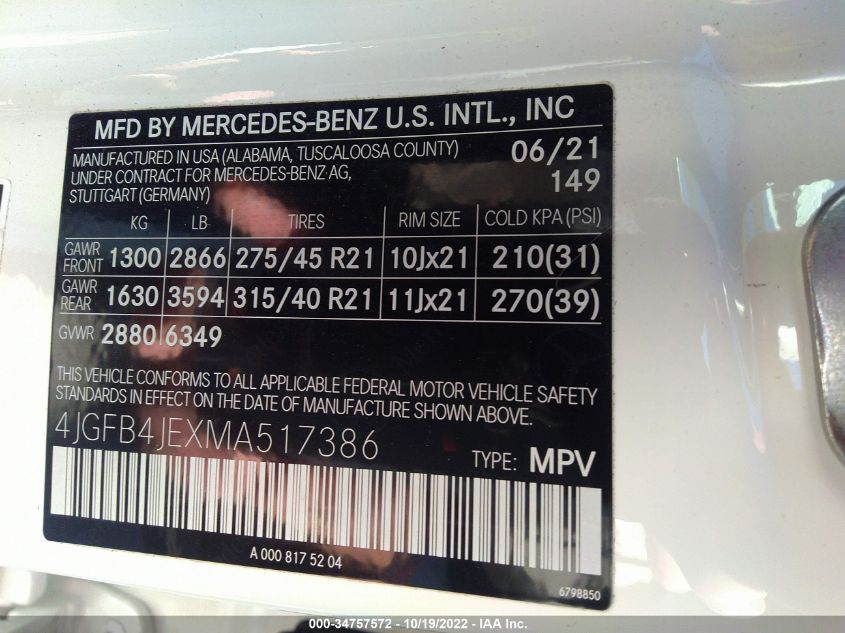 MFD BY MERCEDES-BENZ U.S. INTL., INC
MANUFACTURED IN USA (ALABAMA, TUSCALOOSA COUNTY) 06/21
UNDER CONTRACT FOR MERCEDES-BENZ AG,
STUTTGART (GERMANY) 149
KG LB TIRES RIM SIZE COLD KPA (PSI)
GAWR FRONT 1300 2866 275/45 R21 10Jx21 210(31)
GAWR REAR 1630 3594 315/40 R21 11Jx21 270(39)
GVWR 2880 6349
THIS VEHICLE CONFORMS TO ALL APPLICABLE FEDERAL MOTOR VEHICLE SAFETY
STANDARDS IN EFFECT ON THE DATE OF MANUFACTURE SHOWN ABOVE.
4JGFB4JEXMA517386
TYPE: MPV
A 000 817 52 04
6798850
000-34757572 - 10/19/2022 - IAA Inc.